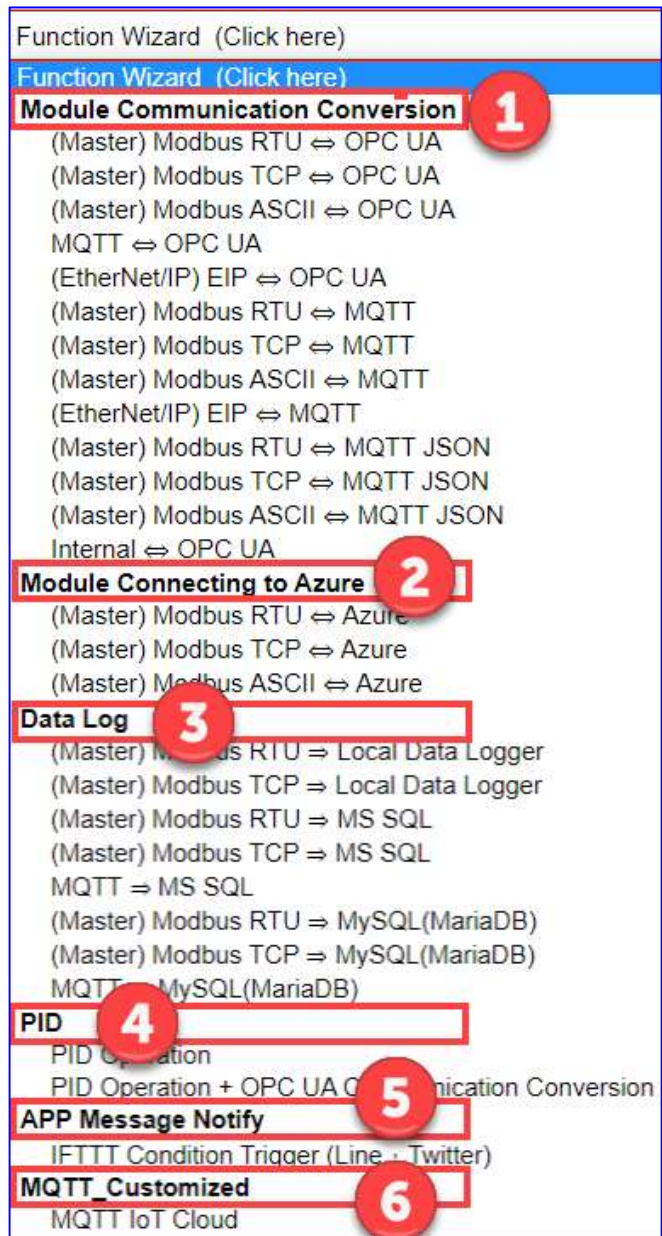 Function Wizard (Click here)
Function Wizard (Click here)
Module Communication Conversion 1
(Master) Modbus RTU ⇔ OPC UA
(Master) Modbus TCP ⇔ OPC UA
(Master) Modbus ASCII ⇔ OPC UA
MQTT ⇔ OPC UA
(EtherNet/IP) EIP ⇔ OPC UA
(Master) Modbus RTU ⇔ MQTT
(Master) Modbus TCP ⇔ MQTT
(Master) Modbus ASCII ⇔ MQTT
(EtherNet/IP) EIP ⇔ MQTT
(Master) Modbus RTU ⇔ MQTT JSON
(Master) Modbus TCP ⇔ MQTT JSON
(Master) Modbus ASCII ⇔ MQTT JSON
Internal ⇔ OPC UA
Module Connecting to Azure 2
(Master) Modbus RTU ⇔ Azure
(Master) Modbus TCP ⇔ Azure
(Master) Modbus ASCII ⇔ Azure
Data Log 3
(Master) Modbus RTU ⇒ Local Data Logger
(Master) Modbus TCP ⇒ Local Data Logger
(Master) Modbus RTU ⇒ MS SQL
(Master) Modbus TCP ⇒ MS SQL
MQTT ⇒ MS SQL
(Master) Modbus RTU ⇒ MySQL(MariaDB)
(Master) Modbus TCP ⇒ MySQL(MariaDB)
MQTT ⇒ MySQL(MariaDB)
PID 4
PID Operation
PID Operation + OPC UA Communication Conversion
APP Message Notify 5
IFTTT Condition Trigger (Line、Twitter)
MQTT_Customized 6
MQTT IoT Cloud